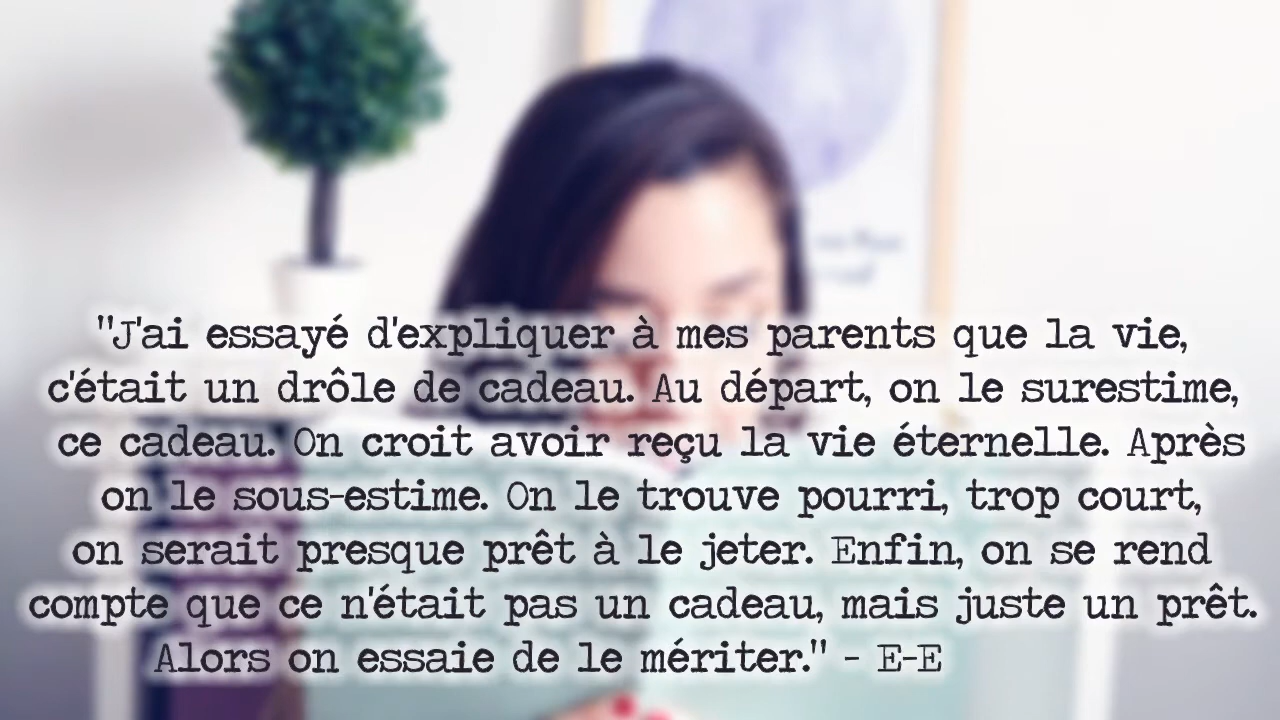 "J'ai essayé d'expliquer à mes parents que la vie,
c'était un drôle de cadeau. Au départ, on le surestime,
ce cadeau. On croit avoir reçu la vie éternelle. Après
on le sous-estime. On le trouve pourri, trop court,
on serait presque prêt à le jeter. Enfin, on se rend
compte que ce n'était pas un cadeau, mais juste un prêt.
Alors on essaie de le mériter." - E-E